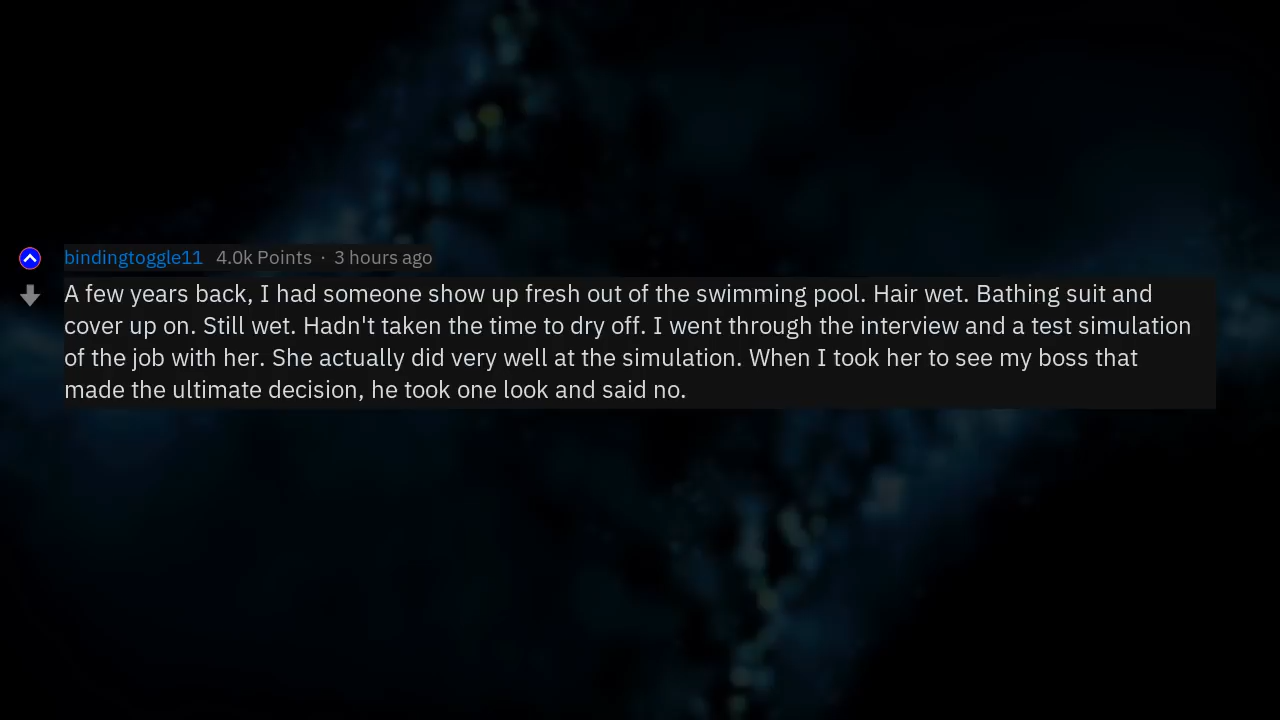 bindingtoggle11 4.0k Points · 3 hours ago
A few years back, I had someone show up fresh out of the swimming pool. Hair wet. Bathing suit and
cover up on. Still wet. Hadn't taken the time to dry off. I went through the interview and a test simulation
of the job with her. She actually did very well at the simulation. When I took her to see my boss that
made the ultimate decision, he took one look and said no.